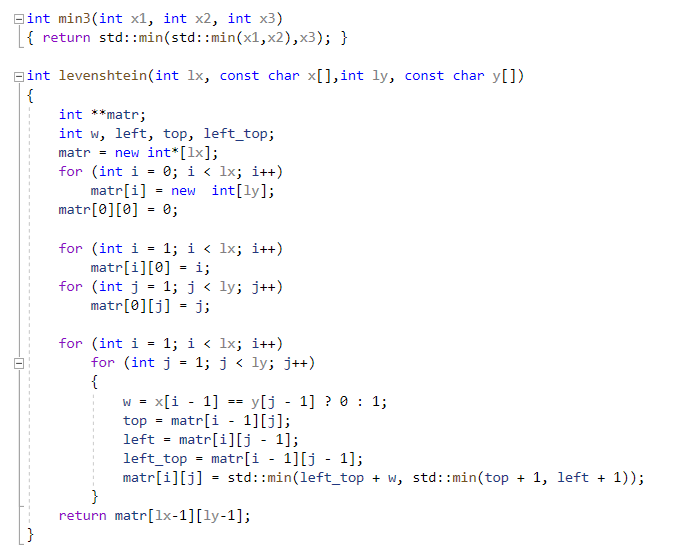 int min3(int x1, int x2, int x3)
{ return std::min(std::min(x1,x2),x3); }

int levenshtein(int lx, const char x[],int ly, const char y[])
{
    int **matr;
    int w, left, top, left_top;
    matr = new int*[lx];
    for (int i = 0; i < lx; i++)
        matr[i] = new  int[ly];
    matr[0][0] = 0;

    for (int i = 1; i < lx; i++)
        matr[i][0] = i;
    for (int j = 1; j < ly; j++)
        matr[0][j] = j;

    for (int i = 1; i < lx; i++)
        for (int j = 1; j < ly; j++)
        {
            w = x[i - 1] == y[j - 1] ? 0 : 1;
            top = matr[i - 1][j];
            left = matr[i][j - 1];
            left_top = matr[i - 1][j - 1];
            matr[i][j] = std::min(left_top + w, std::min(top + 1, left + 1));
        }
    return matr[lx-1][ly-1];
}